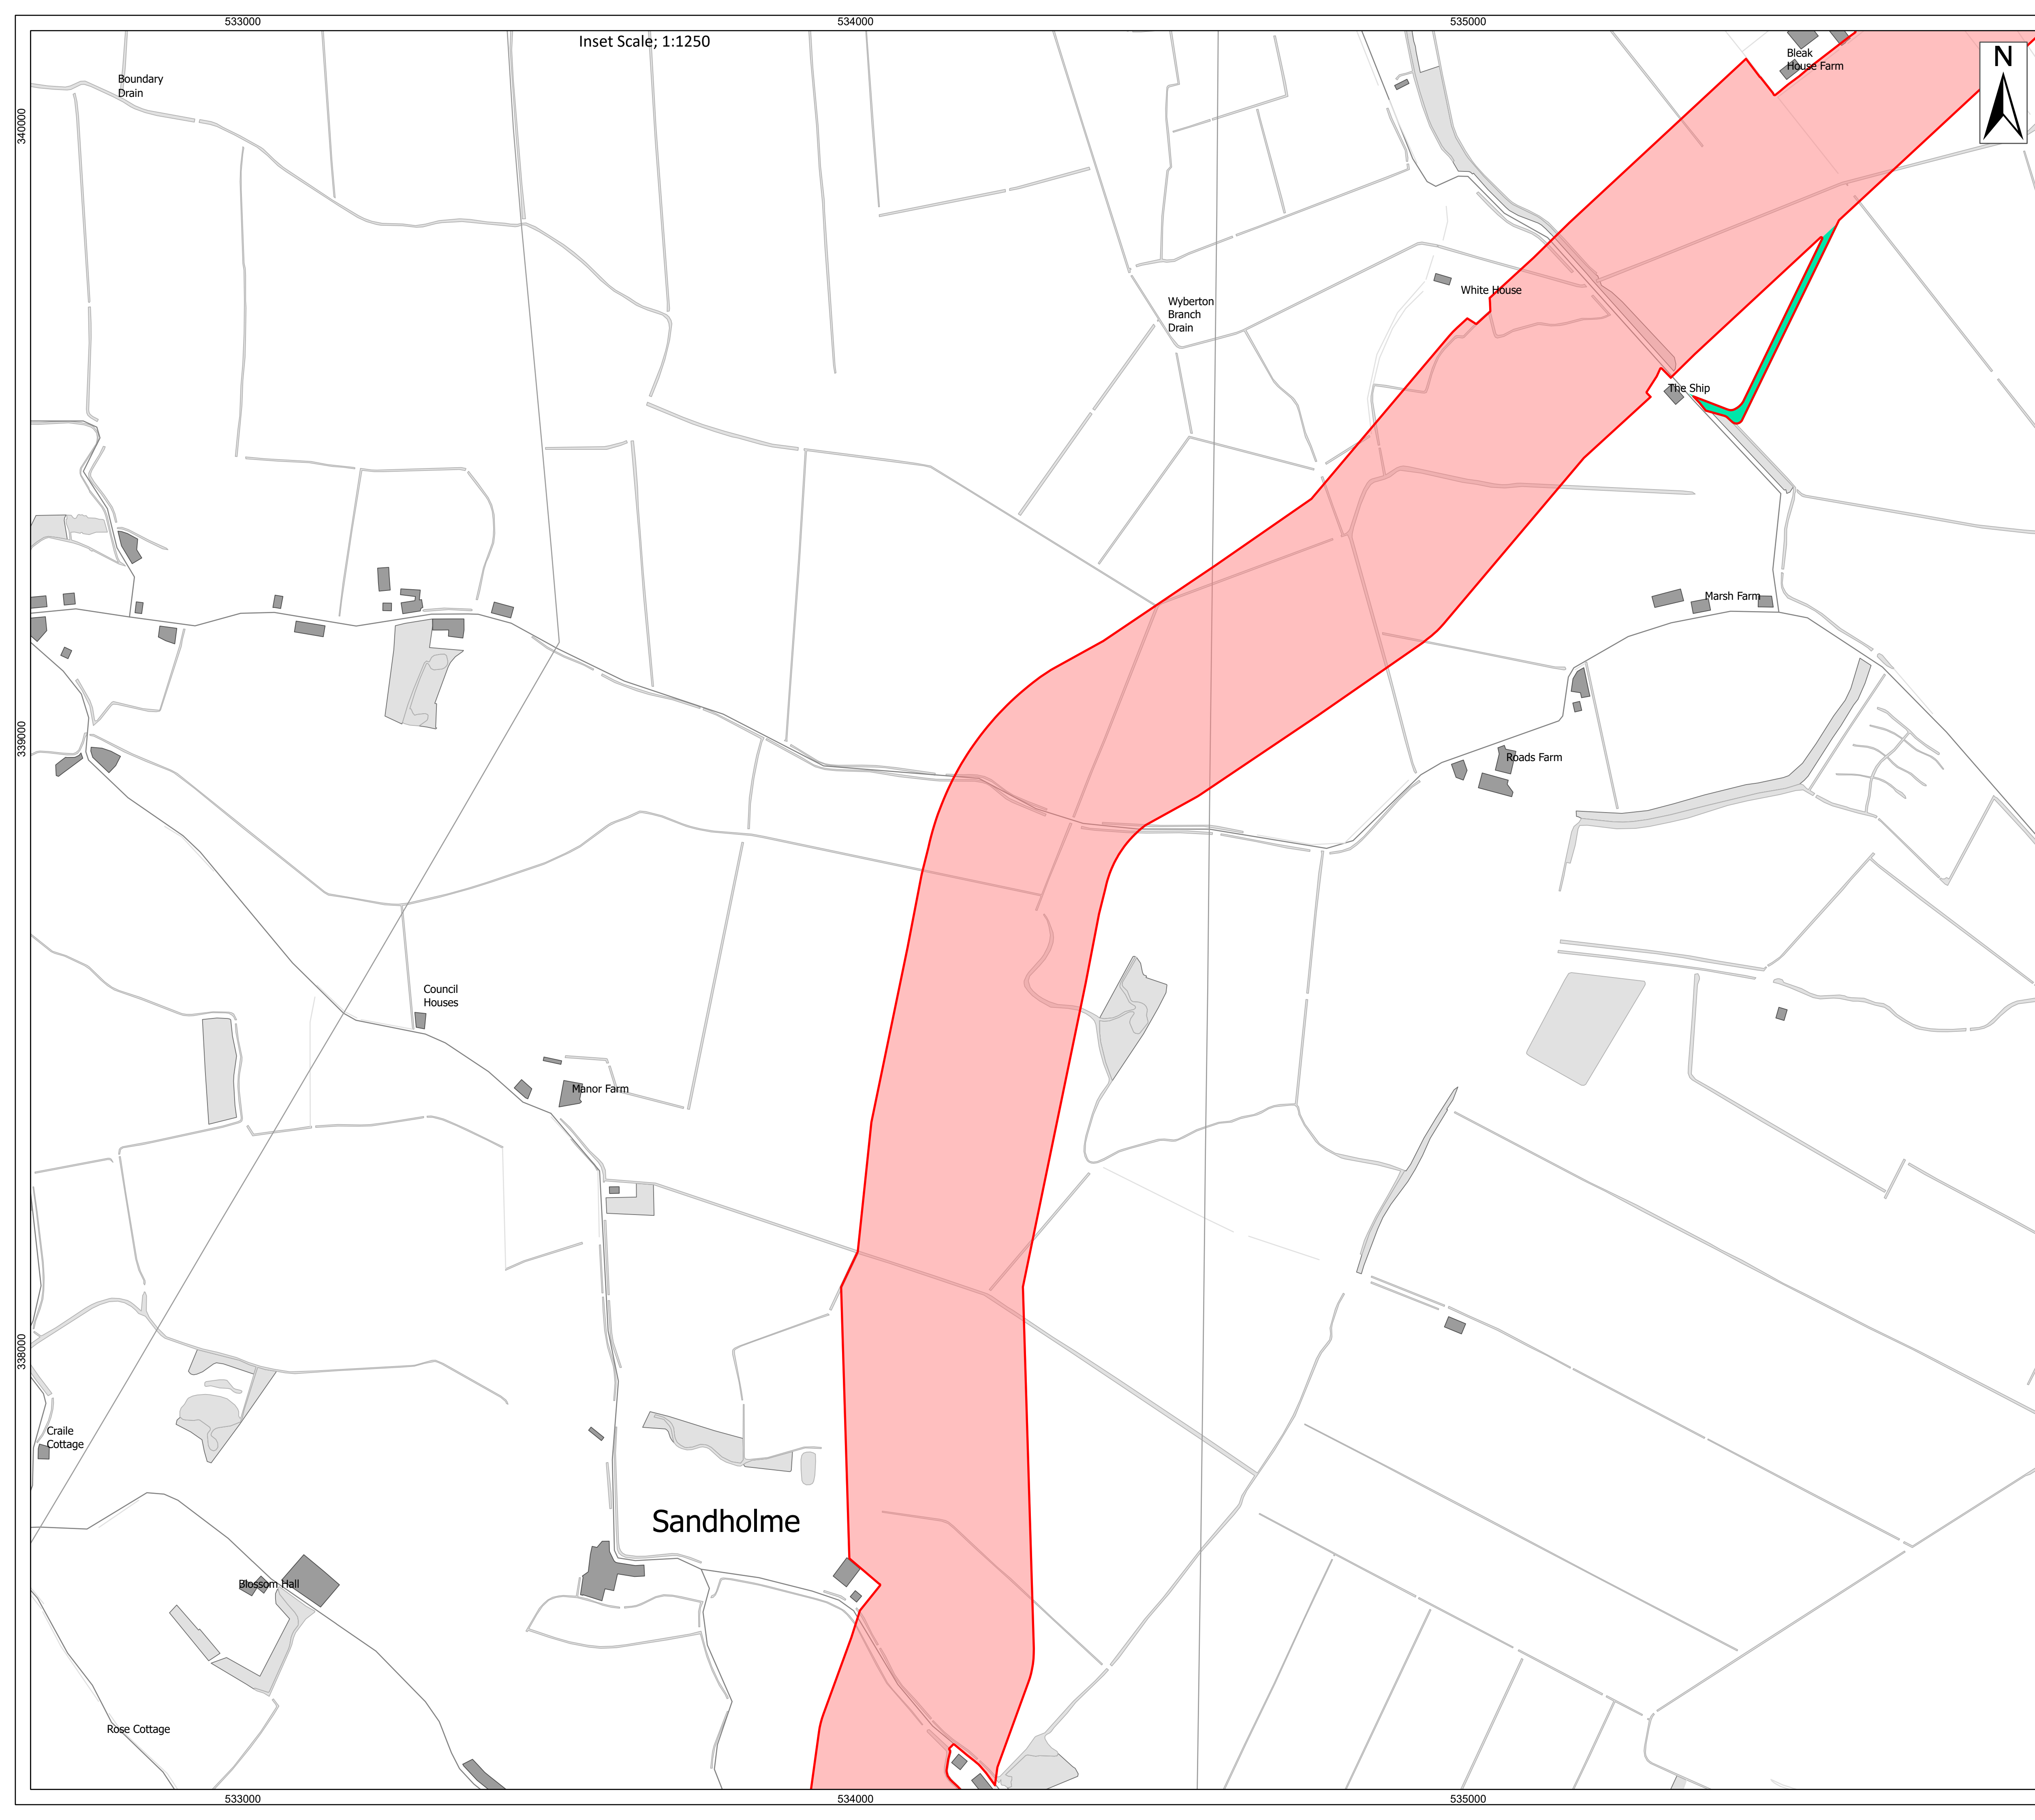 533000
534000
535000
Inset Scale; 1:1250
N
Bleak
House Farm
Boundary
Drain
340000
White House
Wyberton
Branch
Drain
The Ship
Marsh Farm
339000
Roads Farm
Council
Houses
Manor Farm
338000
Craile
Cottage
Sandholme
Blossom Hall
Rose Cottage
533000
534000
535000